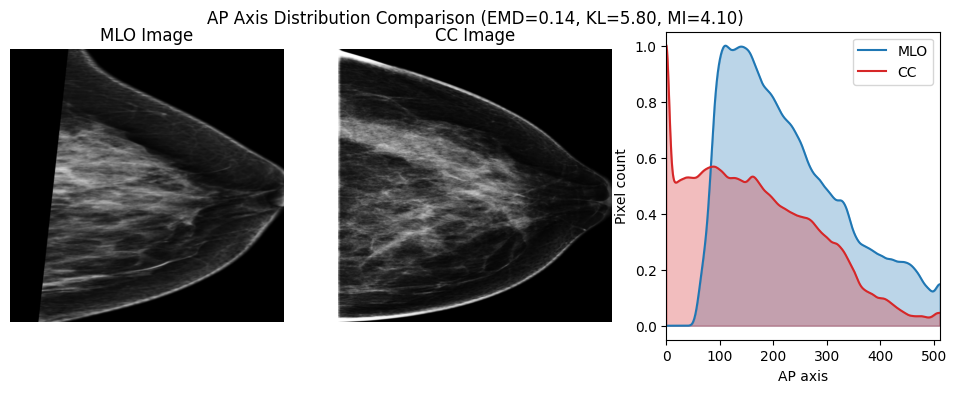 AP Axis Distribution Comparison (EMD=0.14, KL=5.80, MI=4.10)
MLO Image
CC Image
MLO
CC
1.0
0.8
0.6
0.4
0.2
0.0
Pixel count
0 100 200 300 400 500
AP axis